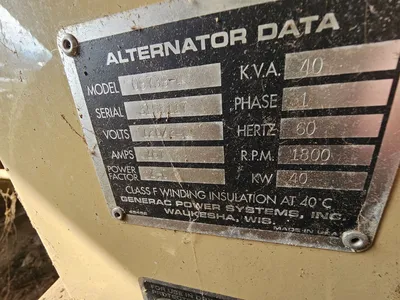 ALTERNATOR DATA
MODEL K.V.A. 40
SERIAL PHASE 1
VOLTS HERTZ 60
AMPS R.P.M. 1800
POWER FACTOR KW 40
CLASS F WINDING INSULATION AT 40°C
GENERAC POWER SYSTEMS, INC.
WAUKESHA, WIS.
MADE IN U.S.A.